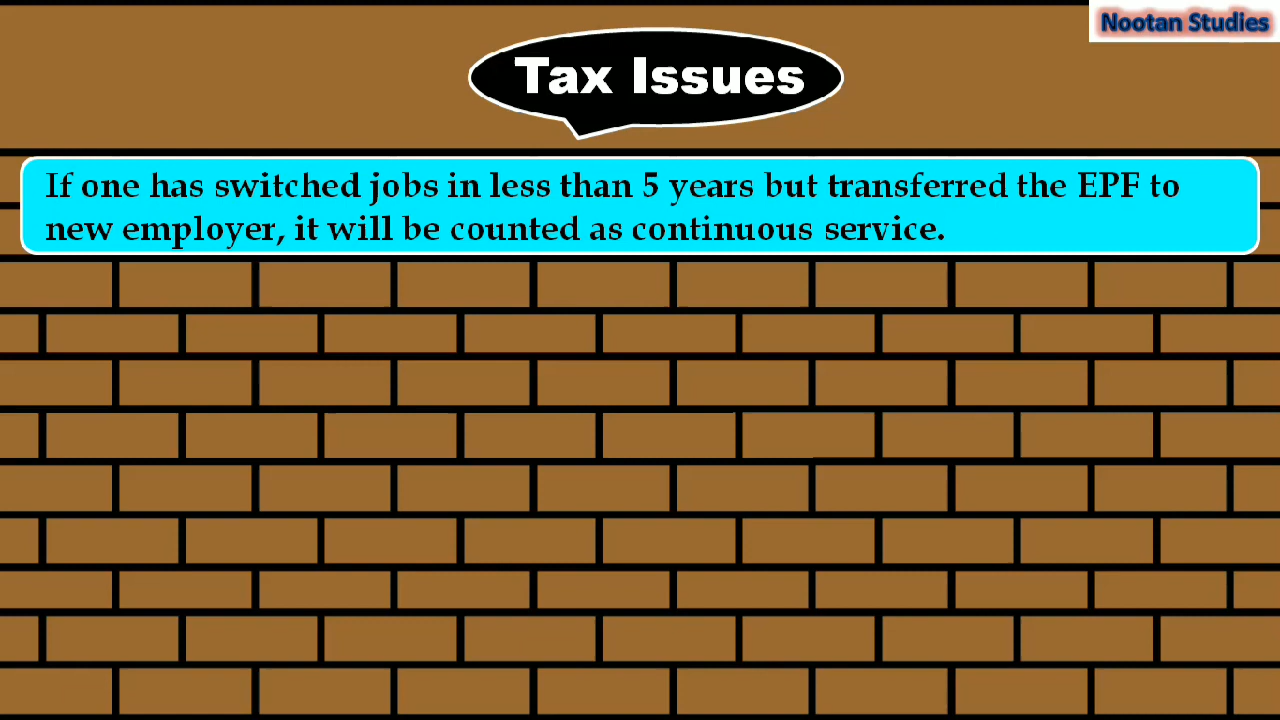 Nootan Studies
Tax Issues
If one has switched jobs in less than 5 years but transferred the EPF to
new employer, it will be counted as continuous service.